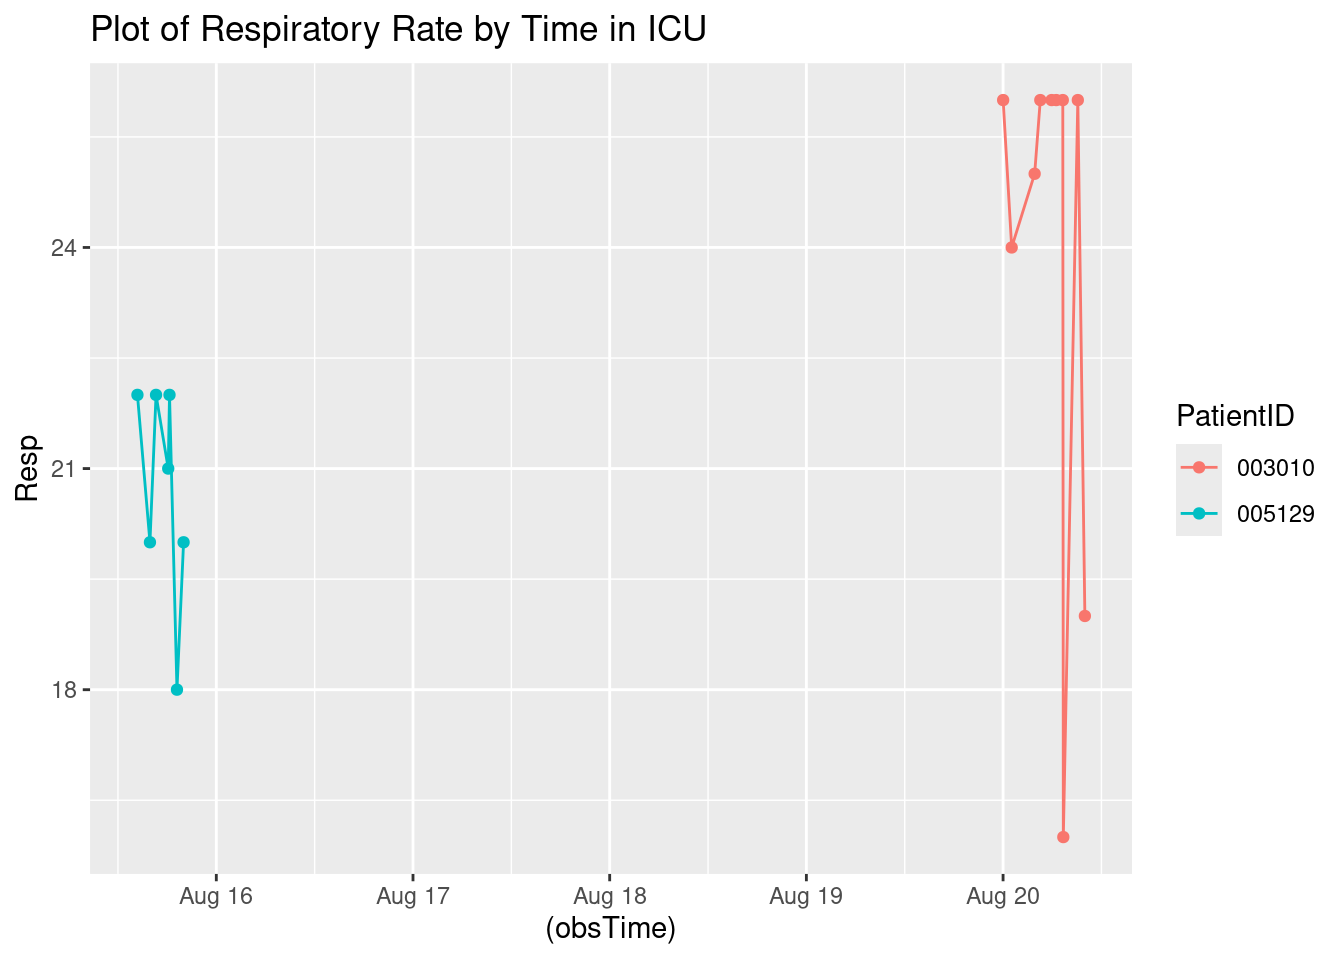 Plot of Respiratory Rate by Time in ICU
24
21
18
Resp
Aug 16
Aug 17
Aug 18
Aug 19
Aug 20
(obsTime)
PatientID
003010
005129